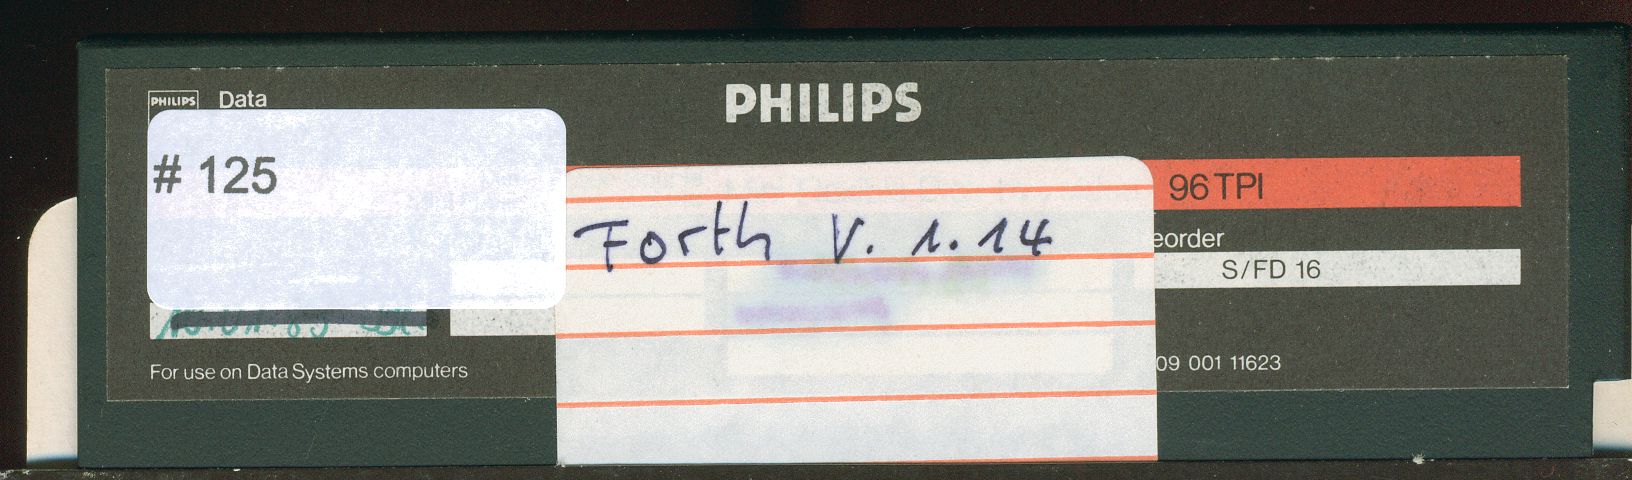 PHILIPS Data
PHILIPS
# 125
96 TPI
Forth V. 1.14
eorder
S/FD 16
For use on Data Systems computers
09 001 11623